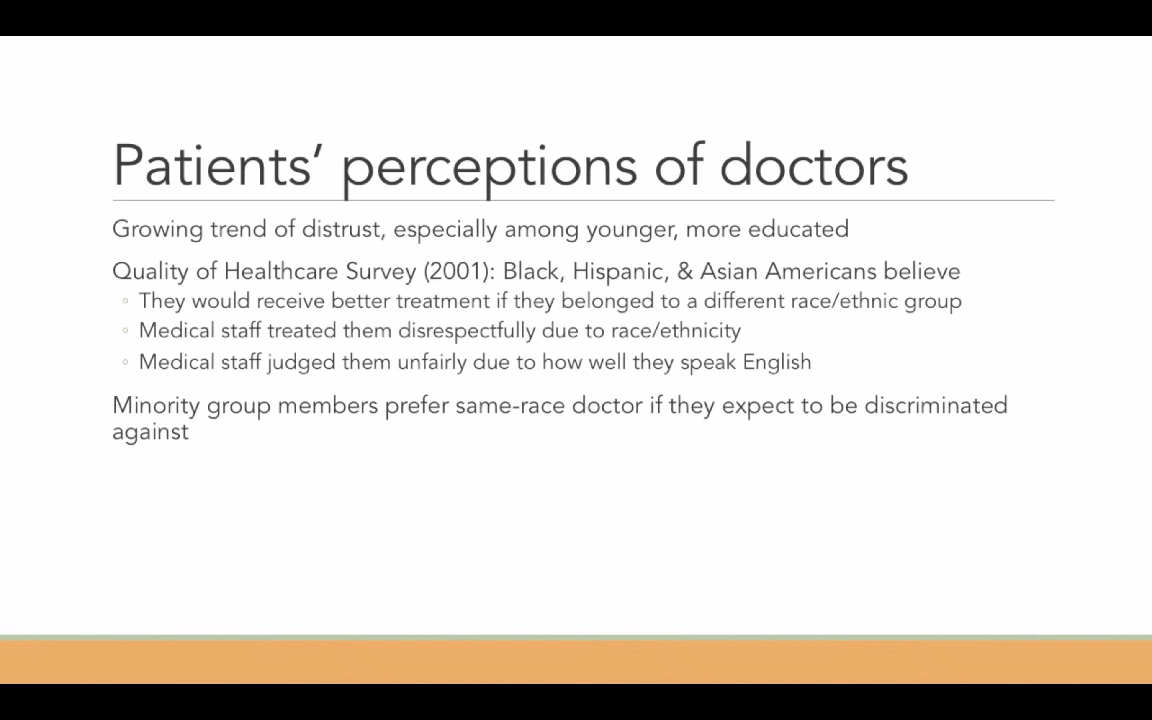 Patients’ perceptions of doctors
Growing trend of distrust, especially among younger, more educated
Quality of Healthcare Survey (2001): Black, Hispanic, & Asian Americans believe
◦ They would receive better treatment if they belonged to a different race/ethnic group
◦ Medical staff treated them disrespectfully due to race/ethnicity
◦ Medical staff judged them unfairly due to how well they speak English
Minority group members prefer same-race doctor if they expect to be discriminated
against